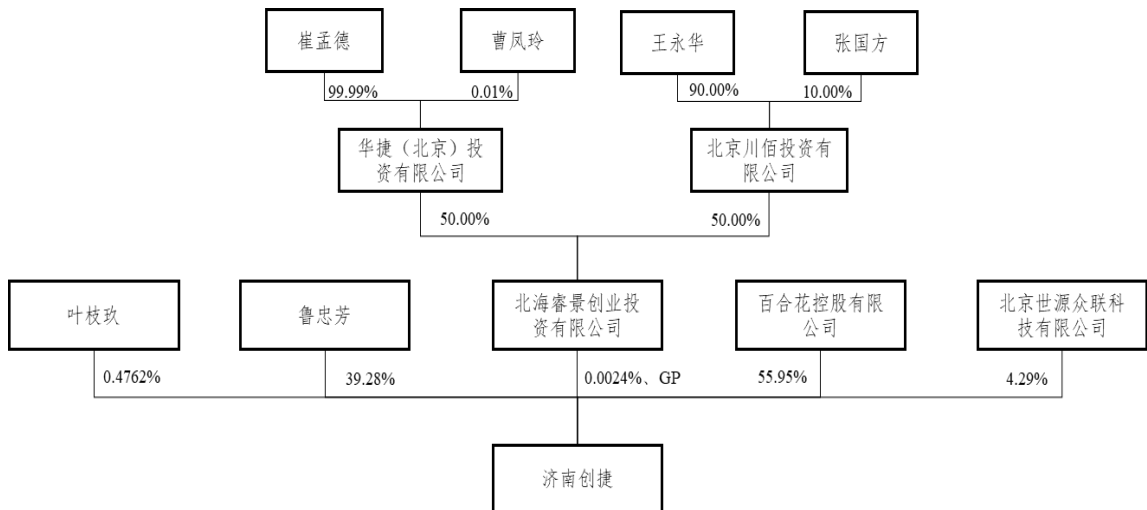 崔孟德
曹凤玲
王永华
张国方
99.99%
0.01%
90.00%
10.00%
华捷（北京）投
资有限公司
北京川佰投资有
限公司
50.00%
50.00%
叶枝玖
鲁忠芳
北海睿景创业投
资有限公司
百合花控股有限
公司
北京世源众联科
技有限公司
0.4762%
39.28%
0.0024%、GP
55.95%
4.29%
济南创捷